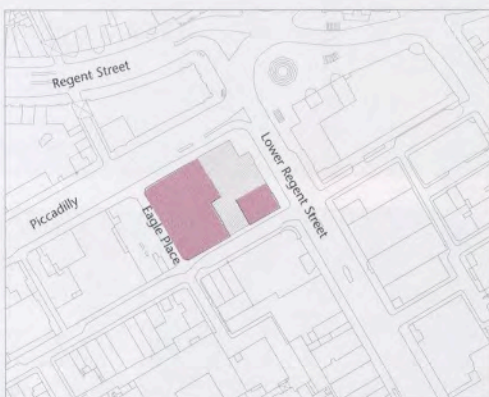 Regent Street
Lower Regent Street
Piccadilly
Eagle Place